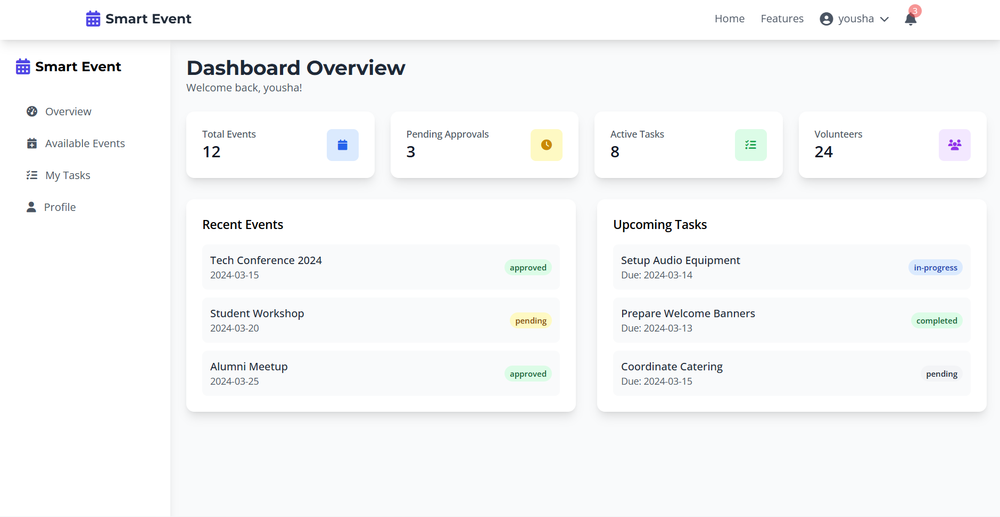 Smart Event
Home
Features
yousha
3
Smart Event
Overview
Available Events
My Tasks
Profile
Dashboard Overview
Welcome back, yousha!
Total Events
12
Pending Approvals
3
Active Tasks
8
Volunteers
24
Recent Events
Tech Conference 2024
2024-03-15
approved
Student Workshop
2024-03-20
pending
Alumni Meetup
2024-03-25
approved
Upcoming Tasks
Setup Audio Equipment
Due: 2024-03-14
in-progress
Prepare Welcome Banners
Due: 2024-03-13
completed
Coordinate Catering
Due: 2024-03-15
pending